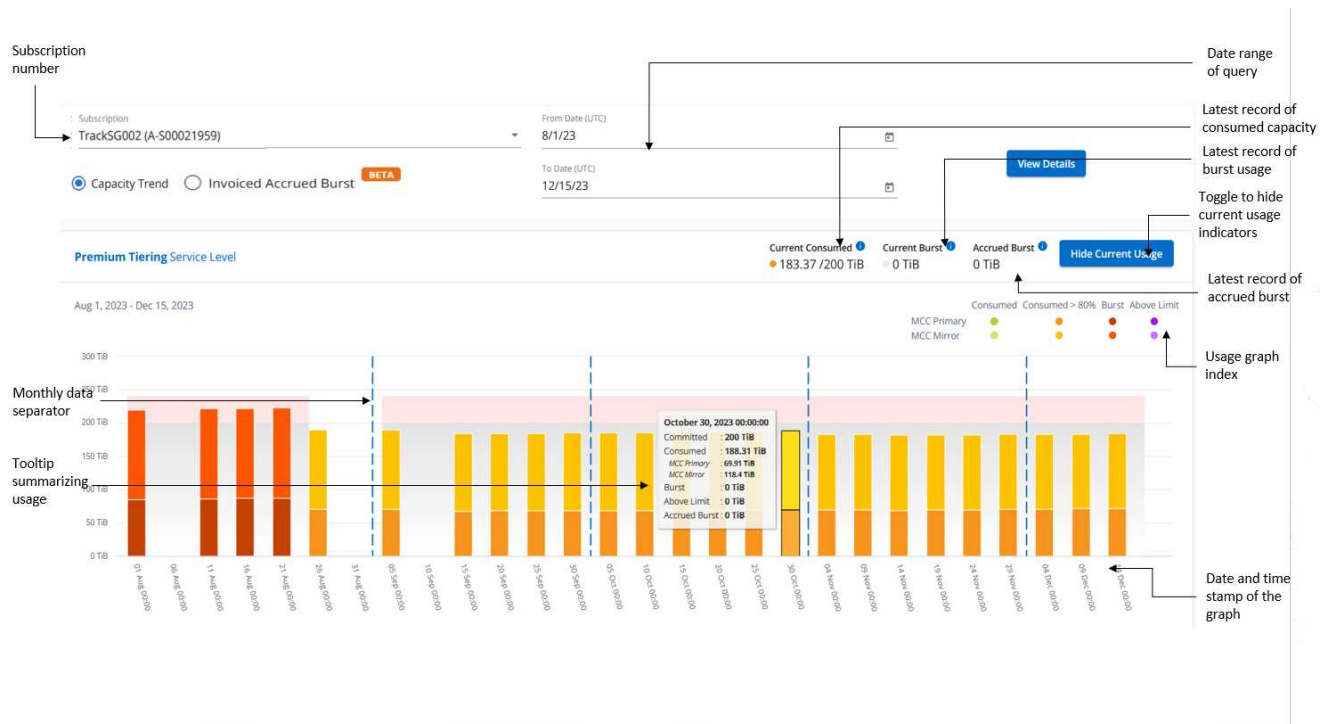 Subscription
number
Date range
of query
Latest record of
consumed capacity
Latest record of
burst usage
Toggle to hide
current usage
indicators
Latest record of
accrued burst
Usage graph
index
Subscription
TrackSG002 (A-S00021959)
From Date (UTC)
8/1/23
Capacity Trend
Invoiced Accrued Burst
BETA
To Date (UTC)
12/15/23
View Details
Premium Tiering Service Level
Current Consumed
183.37 /200 TiB
Current Burst
0 TiB
Accrued Burst
0 TiB
Hide Current Usage
Aug 1, 2023 - Dec 15, 2023
Consumed Consumed > 80% Burst Above Limit
MCC Primary
MCC Mirror
Monthly data
separator
Tooltip
summarizing
usage
300 TiB
250 TiB
200 TiB
150 TiB
100 TiB
50 TiB
0 TiB
October 30, 2023 00:00:00
Committed : 200 TiB
Consumed : 188.31 TiB
MCC Primary : 69.91 TiB
MCC Mirror : 118.4 TiB
Burst : 0 TiB
Above Limit : 0 TiB
Accrued Burst : 0 TiB
01 Aug 00:00
06 Aug 00:00
11 Aug 00:00
16 Aug 00:00
21 Aug 00:00
26 Aug 00:00
31 Aug 00:00
05 Sep 00:00
10 Sep 00:00
15 Sep 00:00
20 Sep 00:00
25 Sep 00:00
30 Sep 00:00
05 Oct 00:00
10 Oct 00:00
15 Oct 00:00
20 Oct 00:00
25 Oct 00:00
30 Oct 00:00
04 Nov 00:00
09 Nov 00:00
14 Nov 00:00
19 Nov 00:00
24 Nov 00:00
29 Nov 00:00
04 Dec 00:00
09 Dec 00:00
Dec 00:00
Date and time
stamp of the
graph